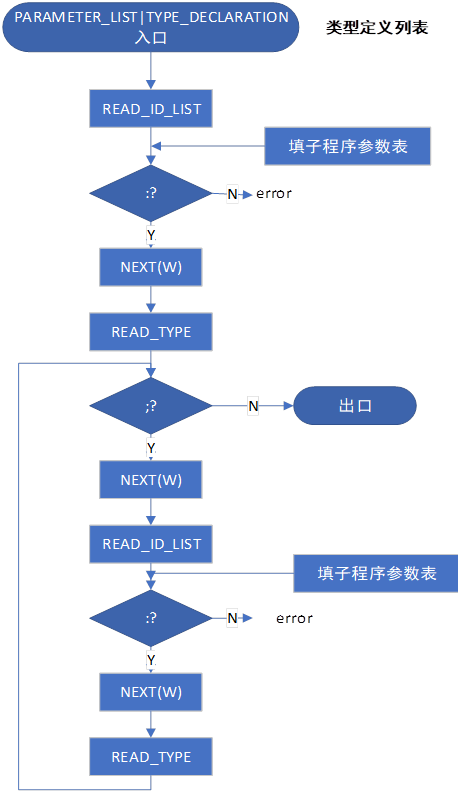 PARAMETER_LIST|TYPE_DECLARATION
入口
类型定义列表
READ_ID_LIST
填子程序参数表
:?
N
error
Y
NEXT(W)
READ_TYPE
;?
N
出口
Y
NEXT(W)
READ_ID_LIST
填子程序参数表
:?
N
error
Y
NEXT(W)
READ_TYPE